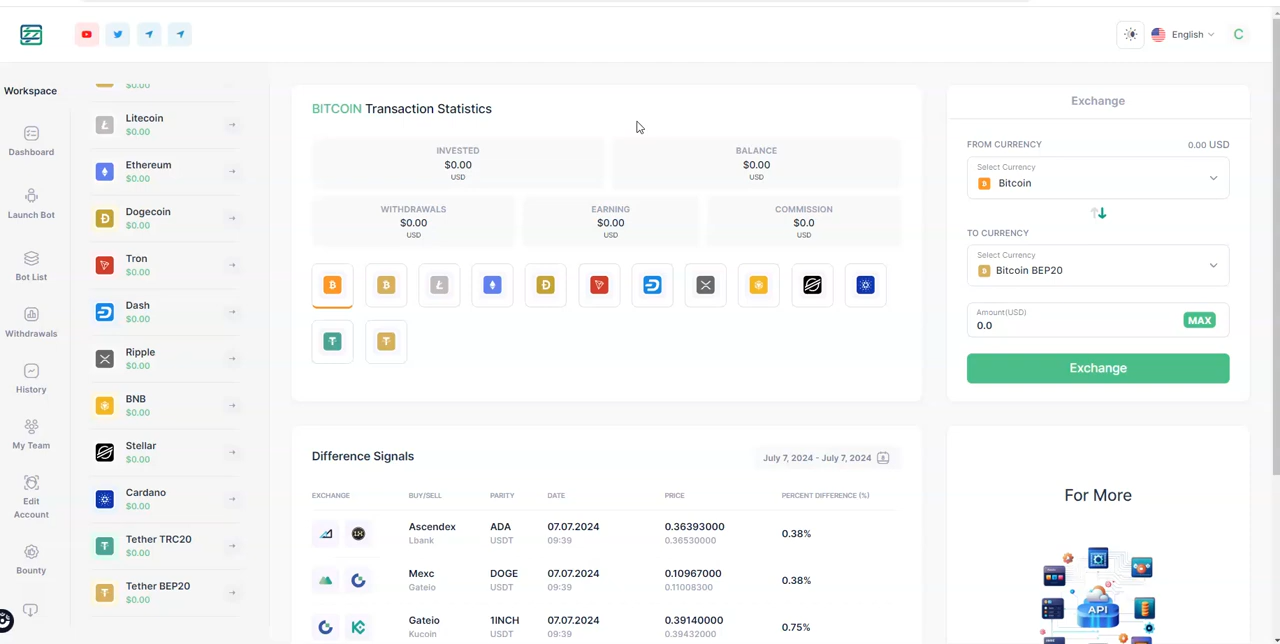 English
C
Workspace
Dashboard
Launch Bot
Bot List
Withdrawals
History
My Team
Edit
Account
Bounty
$0.00
Litecoin
$0.00
Ethereum
$0.00
Dogecoin
$0.00
Tron
$0.00
Dash
$0.00
Ripple
$0.00
BNB
$0.00
Stellar
$0.00
Cardano
$0.00
Tether TRC20
$0.00
Tether BEP20
$0.00
BITCOIN Transaction Statistics
INVESTED
$0.00
USD
BALANCE
$0.00
USD
WITHDRAWALS
$0.00
USD
EARNING
$0.00
USD
COMMISSION
$0.0
USD
Exchange
FROM CURRENCY 0.00 USD
Select Currency
Bitcoin
TO CURRENCY
Select Currency
Bitcoin BEP20
Amount(USD)
0.0
MAX
Exchange
Difference Signals
July 7, 2024 - July 7, 2024
EXCHANGE BUY/SELL PARITY DATE PRICE PERCENT DIFFERENCE (%)
Ascendex ADA 07.07.2024 0.36393000 0.38%
Lbank USDT 09:39 0.36530000
Mexc DOGE 07.07.2024 0.10967000 0.38%
Gateio USDT 09:39 0.11008300
Gateio 1INCH 07.07.2024 0.39140000 0.75%
Kucoin USDT 09:39 0.39432000
For More
API